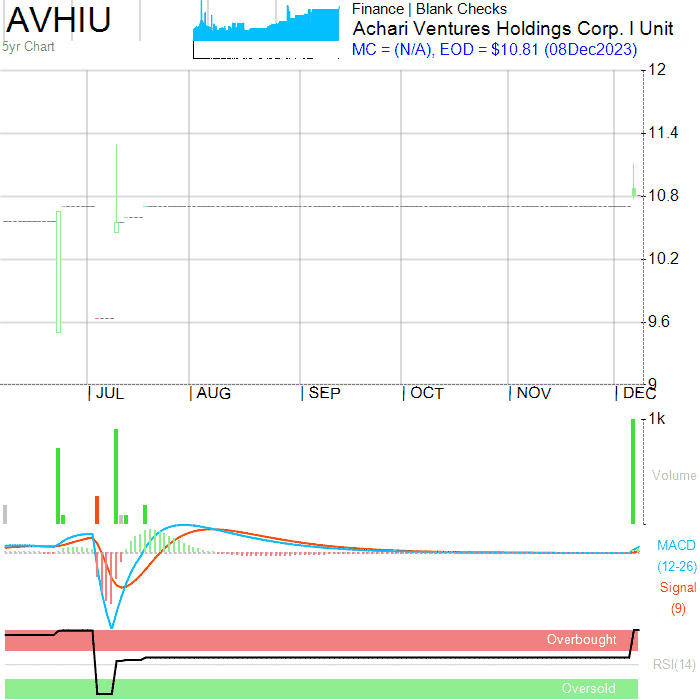 AVHIU
5yr Chart
Finance | Blank Checks
Achari Ventures Holdings Corp. I Unit
MC = (N/A), EOD = $10.81 (08Dec2023)
12
11.4
10.8
10.2
9.6
9
JUL AUG SEP OCT NOV DEC
1k
Volume
MACD
(12-26)
Signal
(9)
Overbought
RSI(14)
Oversold